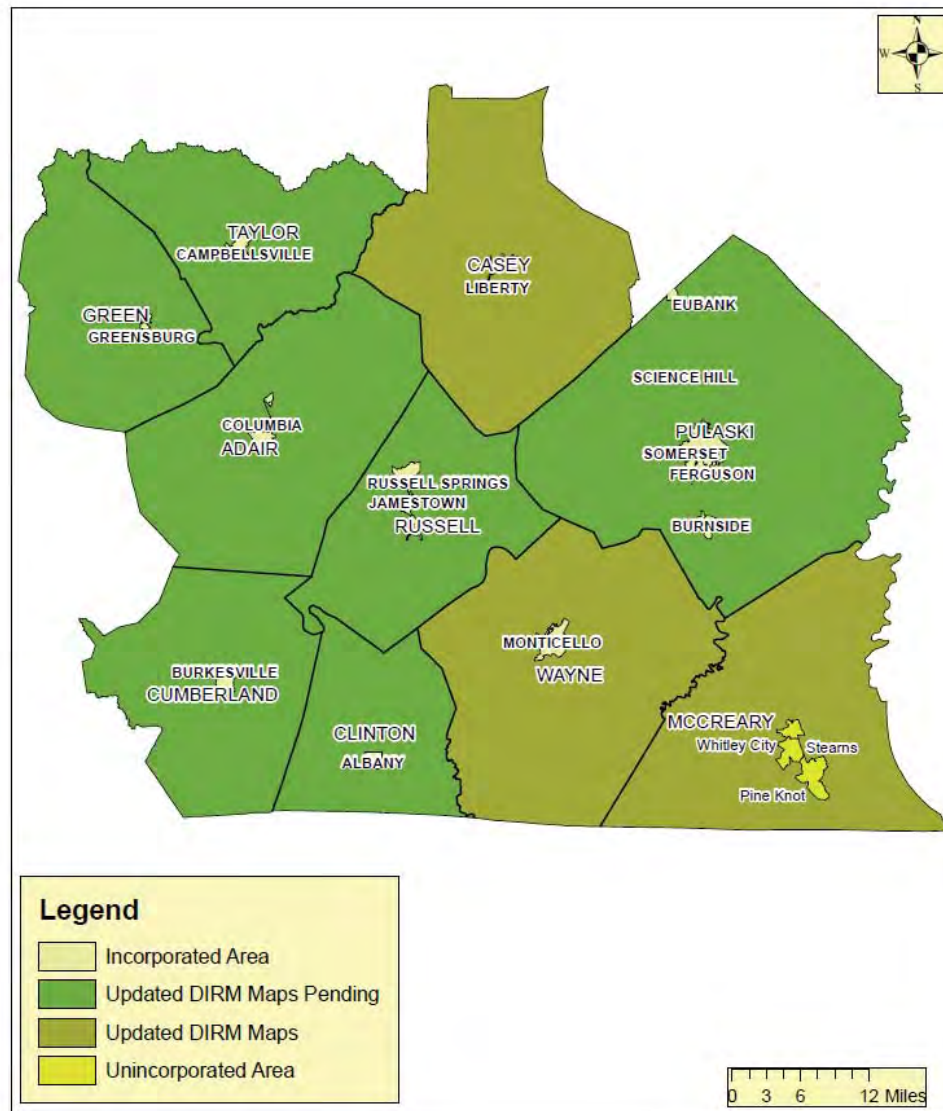 N
W E
S
TAYLOR
CAMPBELLSVILLE
CASEY
LIBERTY
GREEN
GREENSBURG
EUBANK
SCIENCE HILL
COLUMBIA
ADAIR
PULASKI
SOMERSET
FERGUSON
RUSSELL SPRINGS
JAMESTOWN
RUSSELL
BURNSIDE
MONTICELLO
WAYNE
BURKESVILLE
CUMBERLAND
CLINTON
ALBANY
MCCREARY
Whitley City
Stearns
Pine Knot
Legend
Incorporated Area
Updated DIRM Maps Pending
Updated DIRM Maps
Unincorporated Area
0 3 6 12 Miles